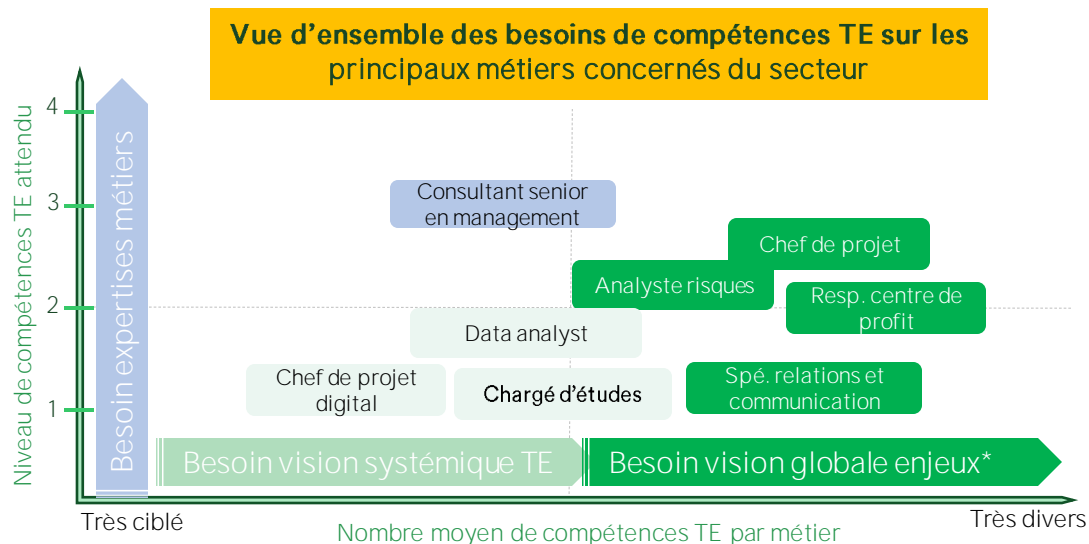 Vue d'ensemble des besoins de compétences TE sur les
principaux métiers concernés du secteur
Niveau de compétences TE attendu
4
3
2
1
Besoin expertises métiers
Consultant senior
en management
Chef de projet
Analyste risques
Resp. centre de
profit
Data analyst
Chef de projet
digital
Chargé d'études
Spé. relations et
communication
Besoin vision systémique TE
Besoin vision globale enjeux*
Très ciblé
Très divers
Nombre moyen de compétences TE par métier